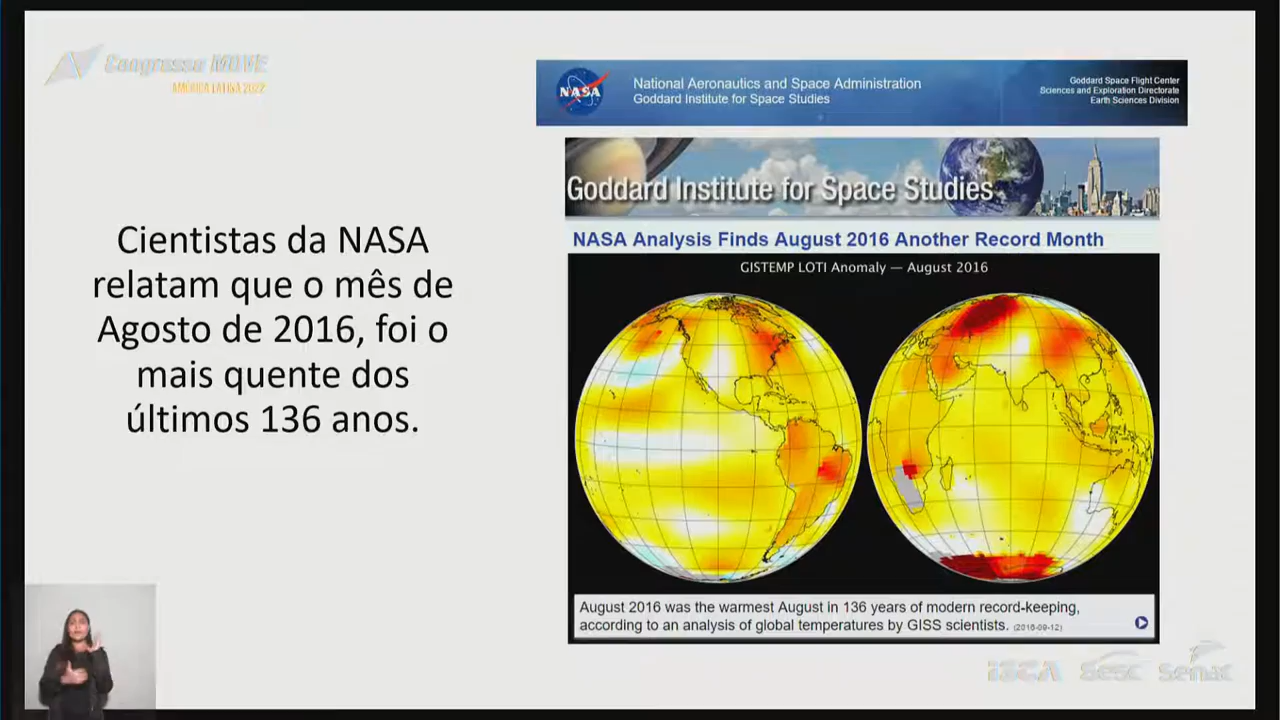 Congresso MOVE
AMÉRICA LATINA 2022
National Aeronautics and Space Administration
Goddard Institute for Space Studies
Goddard Space Flight Center
Sciences and Exploration Directorate
Earth Sciences Division
NASA
Goddard Institute for Space Studies
NASA Analysis Finds August 2016 Another Record Month
GISTEMP LOTI Anomaly — August 2016
Cientistas da NASA
relatam que o mês de
Agosto de 2016, foi o
mais quente dos
últimos 136 anos.
August 2016 was the warmest August in 136 years of modern record-keeping,
according to an analysis of global temperatures by GISS scientists. (2016-09-12)
ISCA Sesc Senac